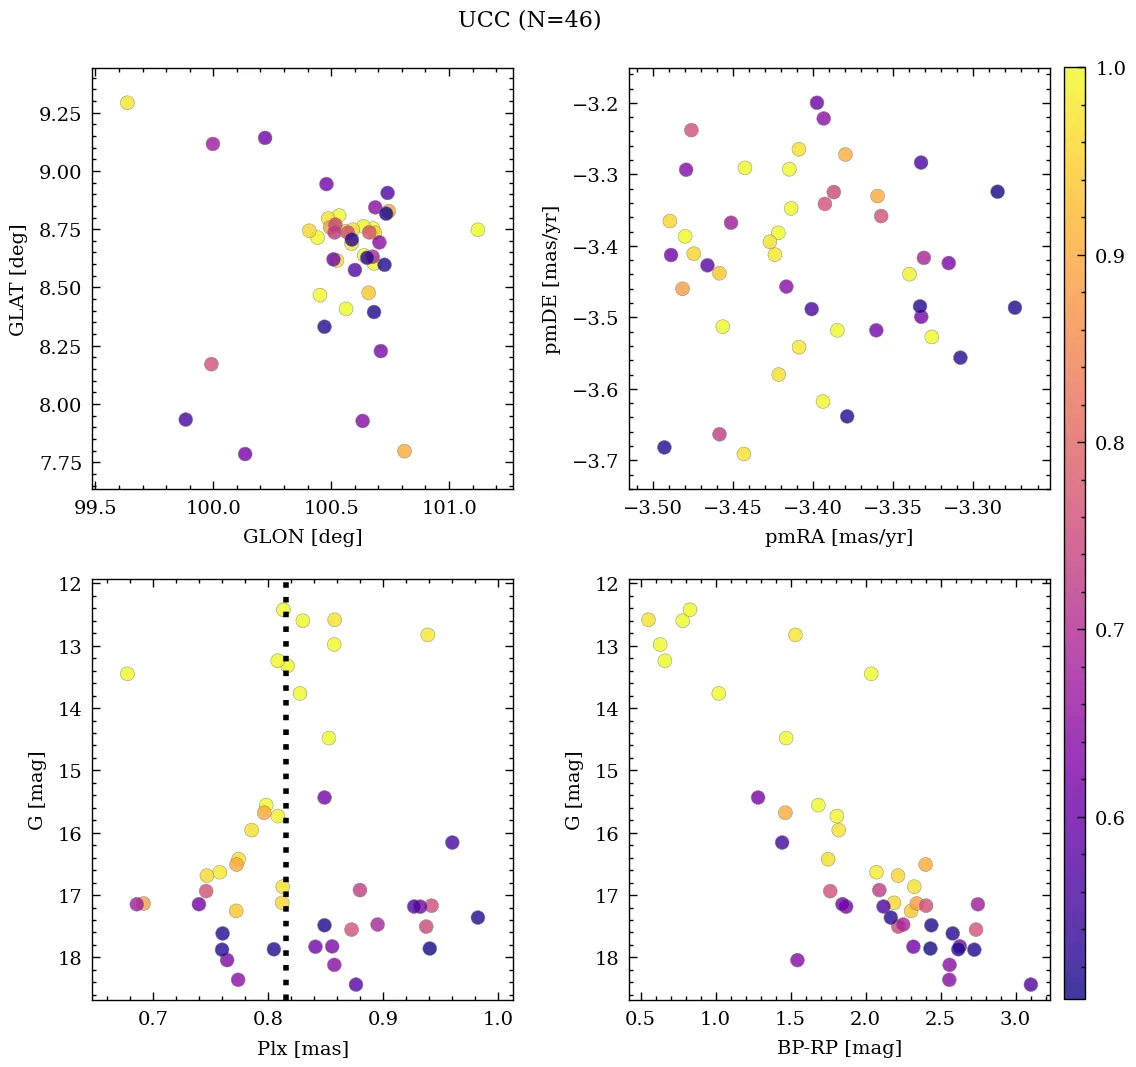 UCC (N=46)
9.25
9.00
8.75
8.50
8.25
8.00
7.75
GLAT [deg]
99.5 100.0 100.5 101.0
GLON [deg]
−3.2
−3.3
−3.4
−3.5
−3.6
−3.7
pmDE [mas/yr]
−3.50 −3.45 −3.40 −3.35 −3.30
pmRA [mas/yr]
1.0
0.9
0.8
0.7
0.6
12
13
14
15
16
17
18
G [mag]
0.7 0.8 0.9 1.0
Plx [mas]
12
13
14
15
16
17
18
G [mag]
0.5 1.0 1.5 2.0 2.5 3.0
BP-RP [mag]